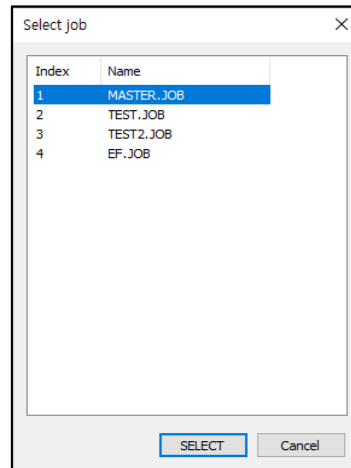 Select job
Index Name
1 MASTER.JOB
2 TEST.JOB
3 TEST2.JOB
4 EF.JOB
SELECT Cancel